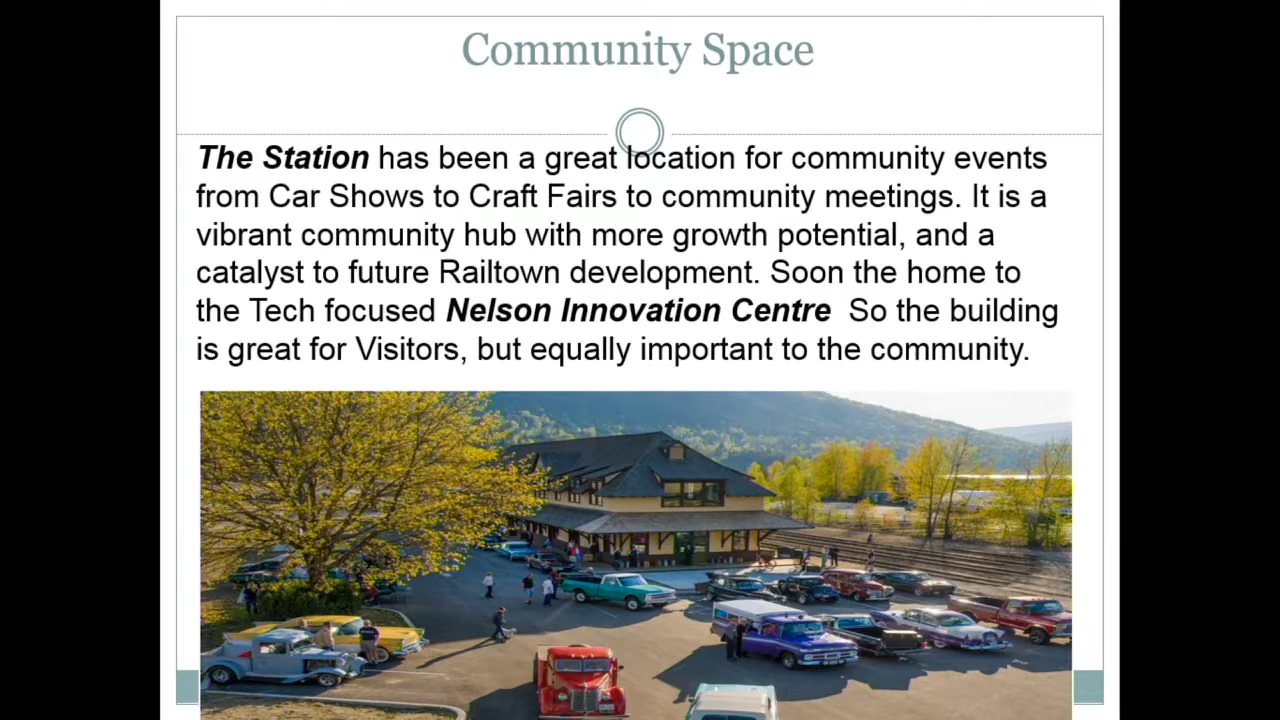 Community Space
The Station has been a great location for community events
from Car Shows to Craft Fairs to community meetings. It is a
vibrant community hub with more growth potential, and a
catalyst to future Railtown development. Soon the home to
the Tech focused Nelson Innovation Centre  So the building
is great for Visitors, but equally important to the community.